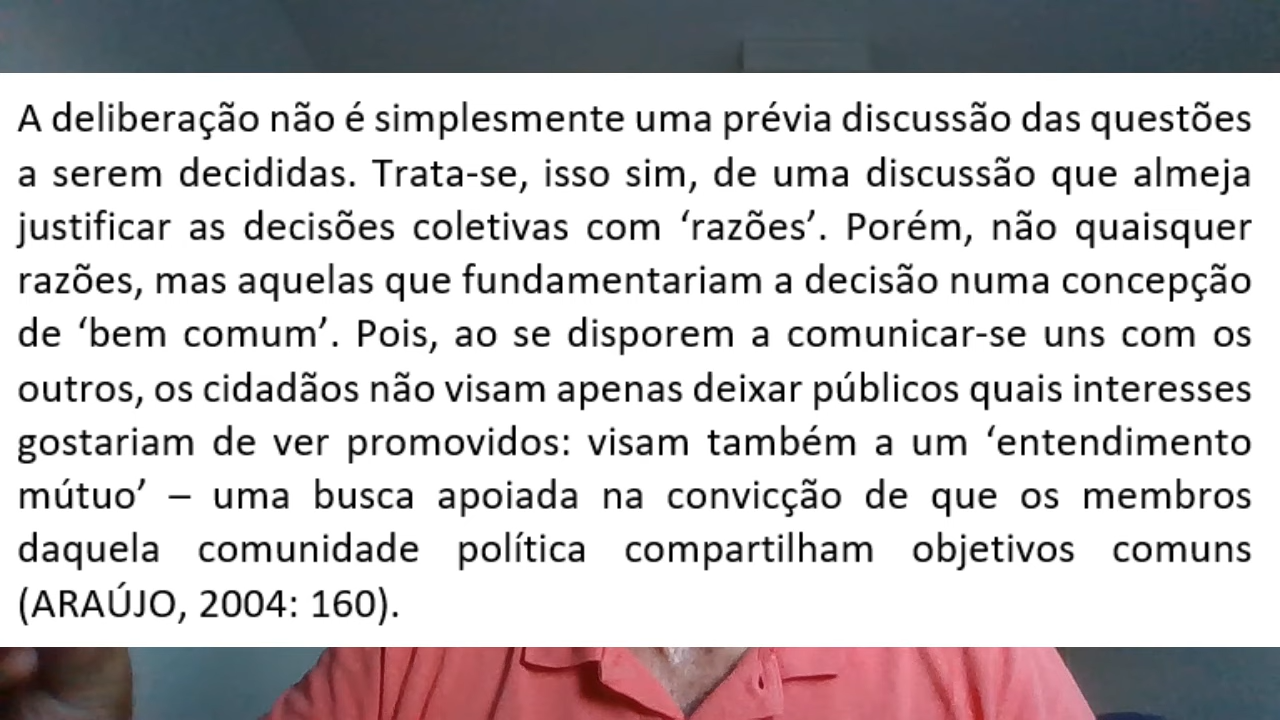 A deliberação não é simplesmente uma prévia discussão das questões
a serem decididas. Trata-se, isso sim, de uma discussão que almeja
justificar as decisões coletivas com ‘razões’. Porém, não quaisquer
razões, mas aquelas que fundamentariam a decisão numa concepção
de ‘bem comum’. Pois, ao se disporem a comunicar-se uns com os
outros, os cidadãos não visam apenas deixar públicos quais interesses
gostariam de ver promovidos: visam também a um ‘entendimento
mútuo’ – uma busca apoiada na convicção de que os membros
daquela comunidade política compartilham objetivos comuns
(ARAÚJO, 2004: 160).